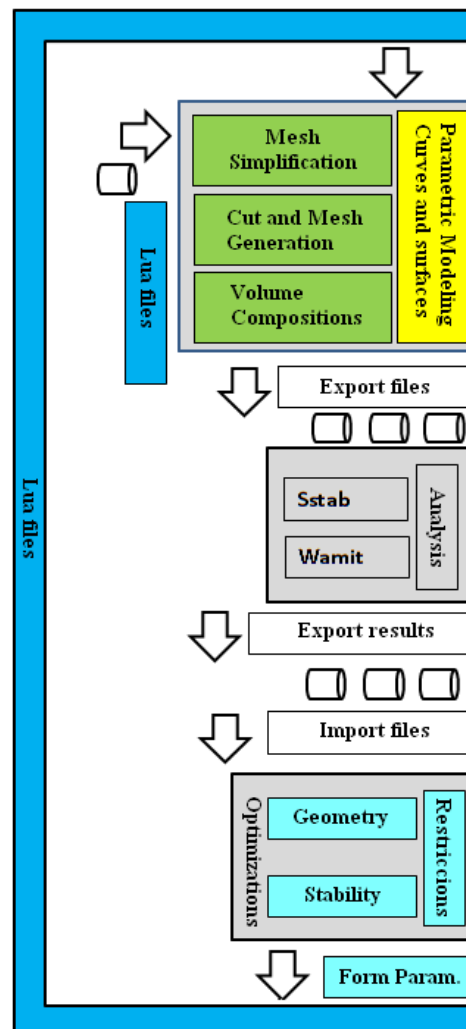 Mesh
Simplification
Cut and Mesh
Generation
Volume
Compositions
Parametric Modeling
Curves and surfaces
Lua files
Export files
Sstab
Wamit
Analysis
Lua files
Export results
Import files
Optimizations
Geometry
Stability
Restriccions
Form Param.